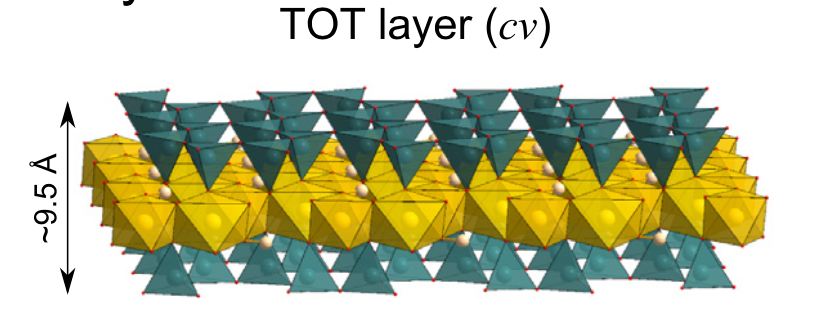 TOT layer (cv)
~9.5 Å